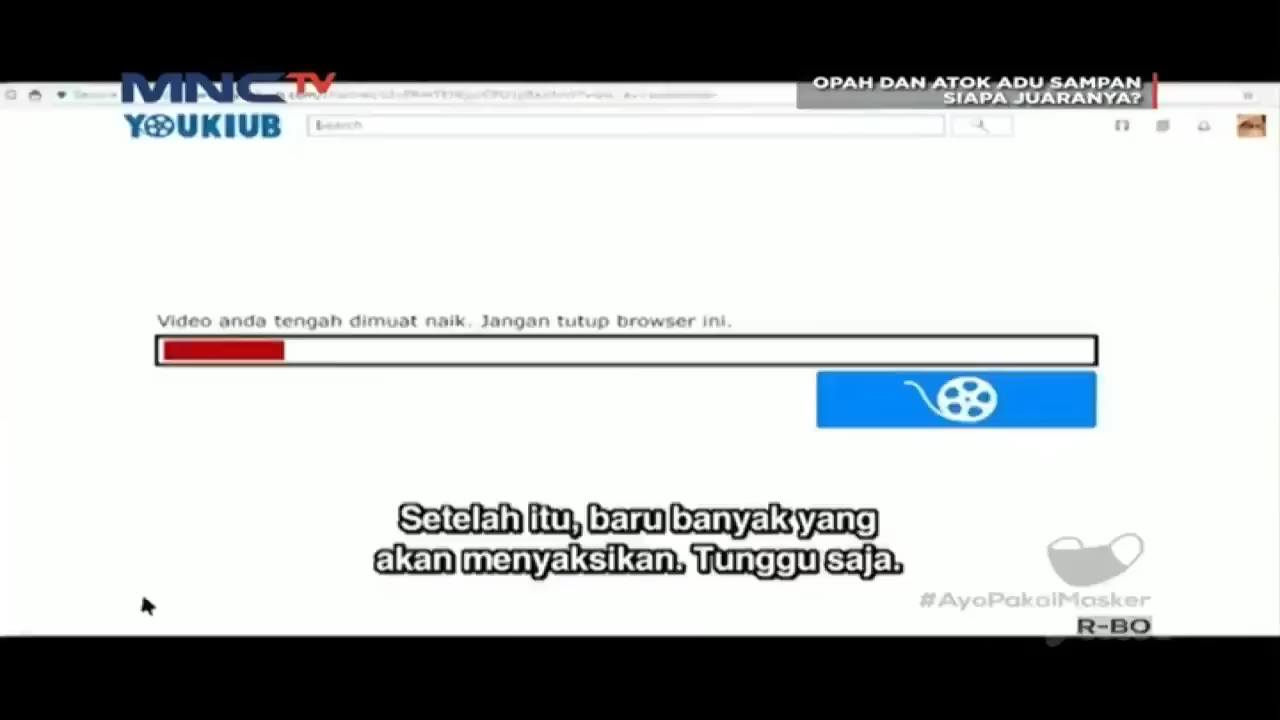 MNCTV
OPAH DAN ATOK ADU SAMPAN
SIAPA JUARANYA?
YOUKIUB
Search
Video anda tengah dimuat naik. Jangan tutup browser ini.
Setelah itu, baru banyak yang
akan menyaksikan. Tunggu saja.
#AyoPakaiMasker
R-BO